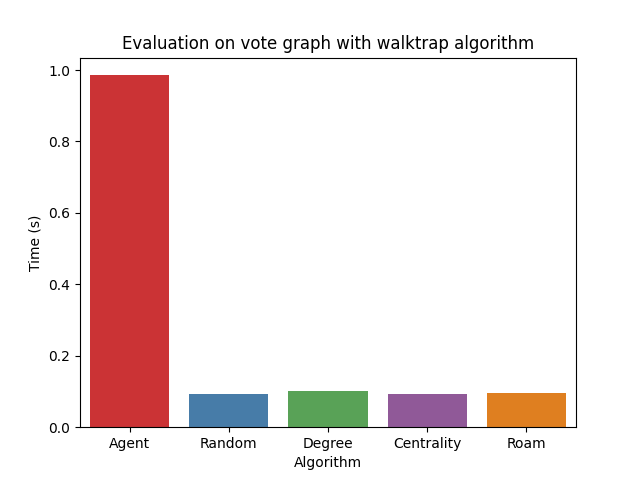 Evaluation on vote graph with walktrap algorithm
1.0
0.8
0.6
0.4
0.2
0.0
Time (s)
Agent Random Degree Centrality Roam
Algorithm